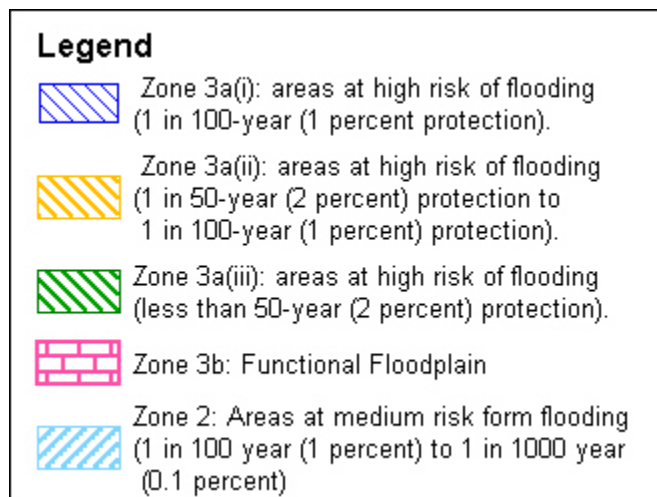 Legend
Zone 3a(i): areas at high risk of flooding
(1 in 100-year (1 percent protection).
Zone 3a(ii): areas at high risk of flooding
(1 in 50-year (2 percent) protection to
1 in 100-year (1 percent) protection).
Zone 3a(iii): areas at high risk of flooding
(less than 50-year (2 percent) protection).
Zone 3b: Functional Floodplain
Zone 2: Areas at medium risk form flooding
(1 in 100 year (1 percent) to 1 in 1000 year
(0.1 percent)